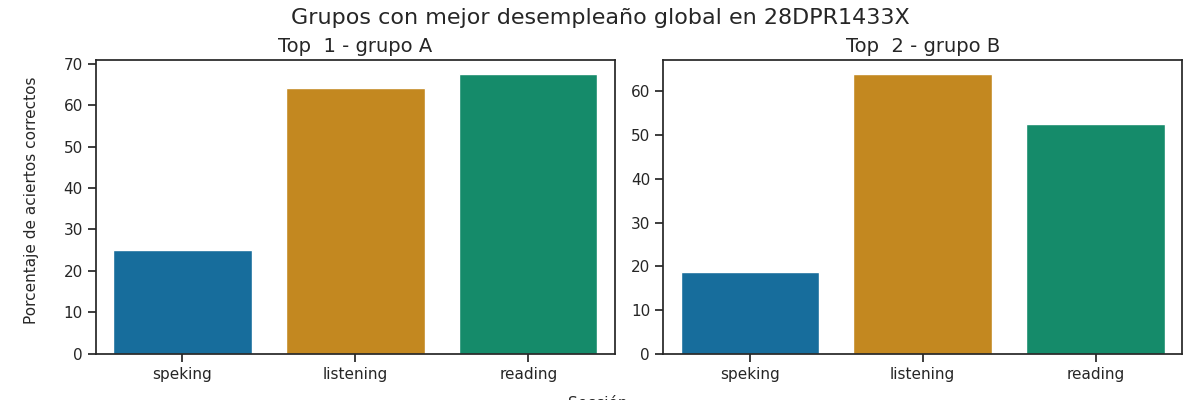 Grupos con mejor desempleaño global en 28DPR1433X
Top 1 - grupo A
Top 2 - grupo B
Porcentaje de aciertos correctos
70
60
50
40
30
20
10
0
speking
listening
reading
60
50
40
30
20
10
0
speking
listening
reading
Sección